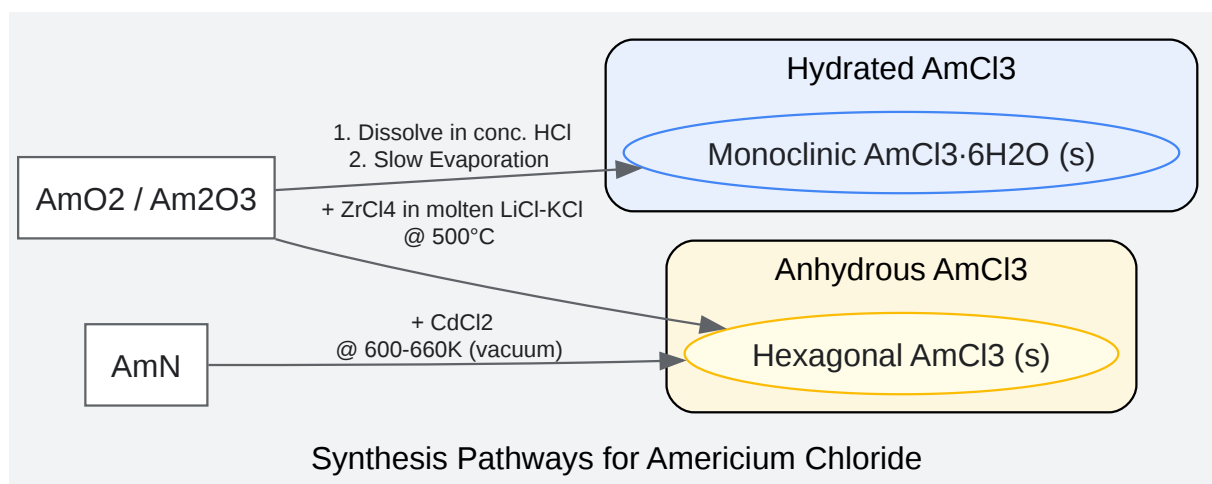 Hydrated AmCl3
Monoclinic AmCl3·6H2O (s)
1. Dissolve in conc. HCl
2. Slow Evaporation
AmO2 / Am2O3
+ ZrCl4 in molten LiCl-KCl
@ 500°C
Anhydrous AmCl3
Hexagonal AmCl3 (s)
+ CdCl2
@ 600-660K (vacuum)
AmN
Synthesis Pathways for Americium Chloride